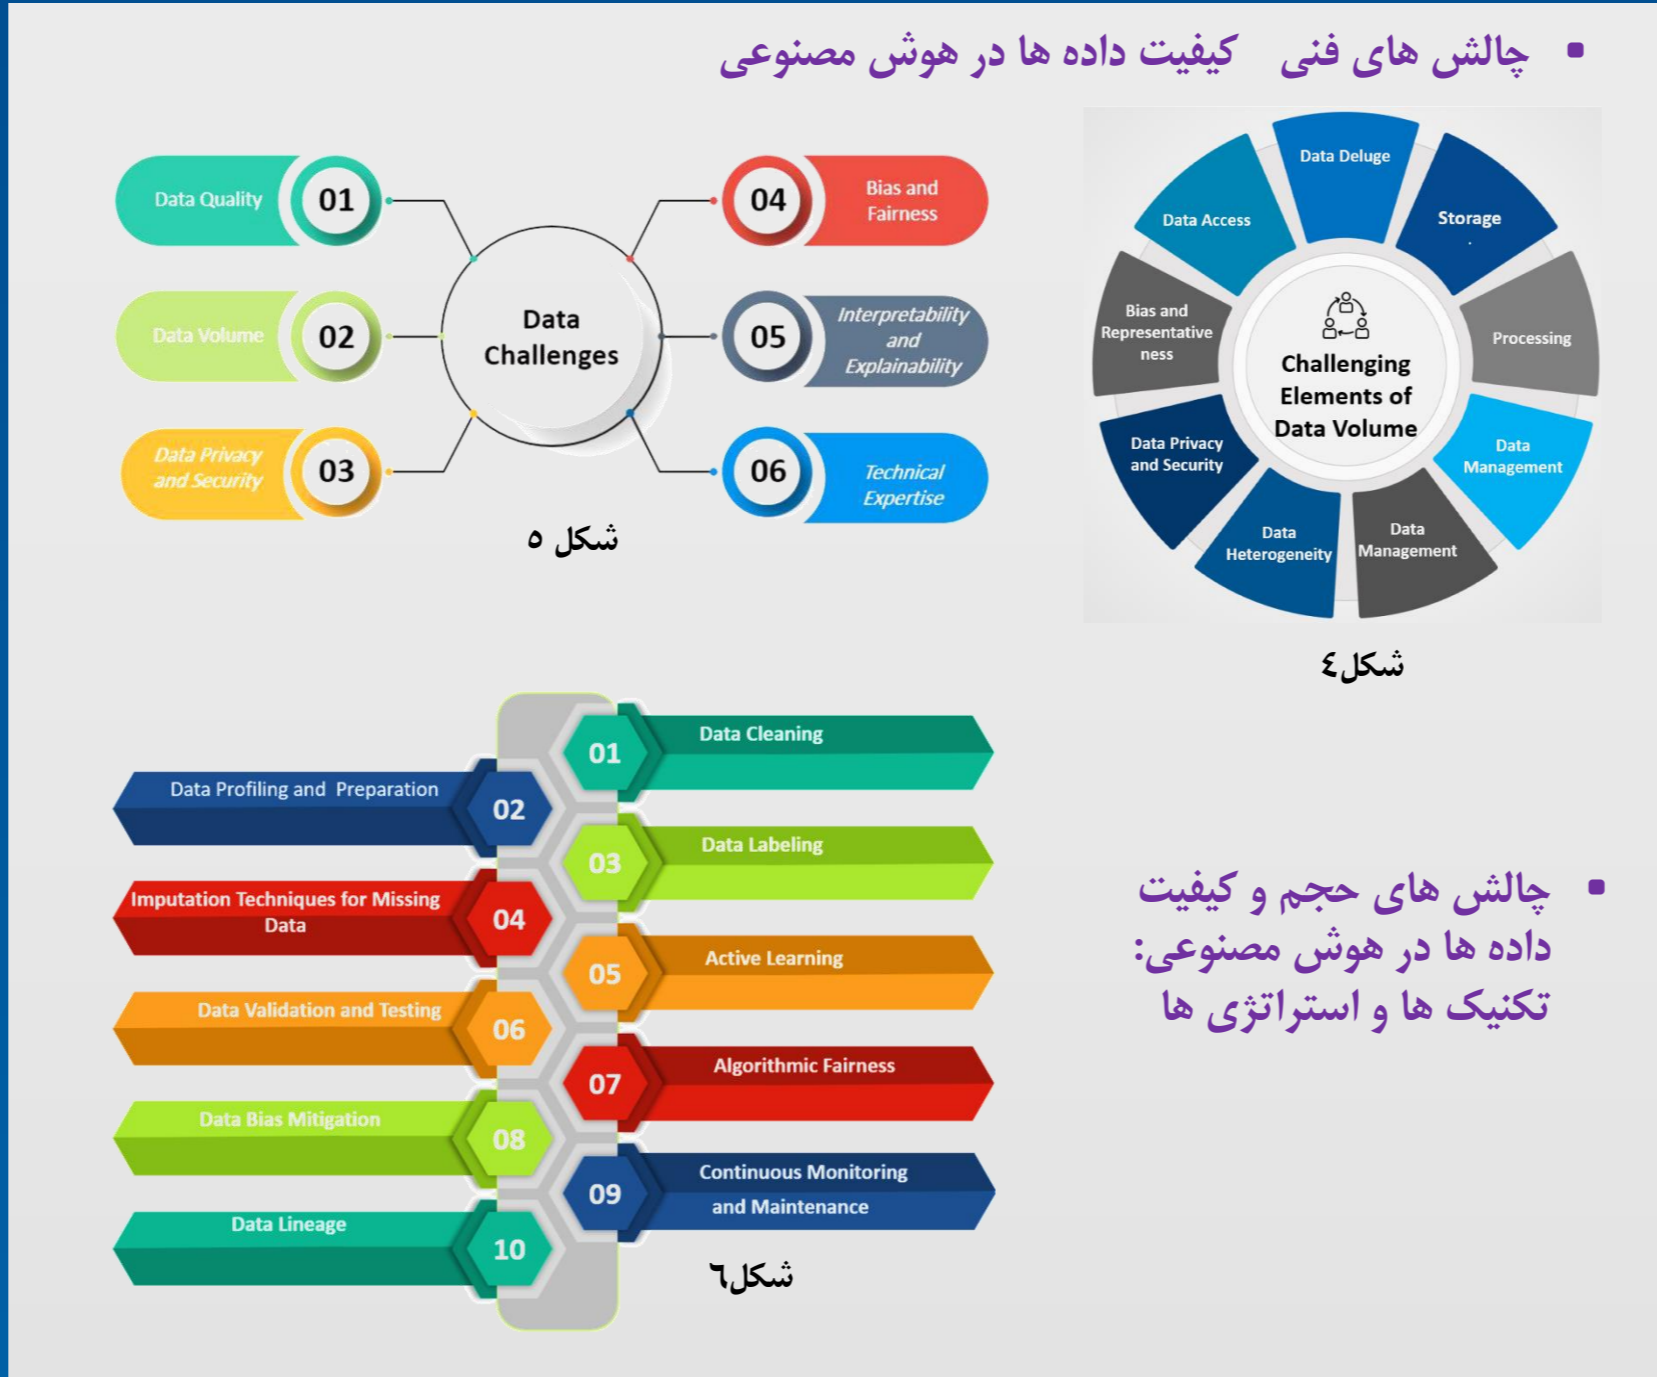 ▪ چالش های فنی کیفیت داده ها در هوش مصنوعی
Data Deluge
Storage
.
Processing
Data
Management
Data
Management
Data
Heterogeneity
Data Privacy
and Security
Bias and
Representative
ness
Data Access
Challenging
Elements of
Data Volume
شکل٤
Data Quality
01
Data Volume
02
Data Privacy
and Security
03
Data
Challenges
04
Bias and
Fairness
05
Interpretability
and
Explainability
06
Technical
Expertise
شکل ٥
▪ چالش های حجم و کیفیت
داده ها در هوش مصنوعی:
تکنیک ها و استراتژی ها
01
Data Cleaning
Data Profiling and Preparation
02
03
Data Labeling
Imputation Techniques for Missing
Data
04
05
Active Learning
Data Validation and Testing
06
07
Algorithmic Fairness
Data Bias Mitigation
08
09
Continuous Monitoring
and Maintenance
Data Lineage
10
شکل٦